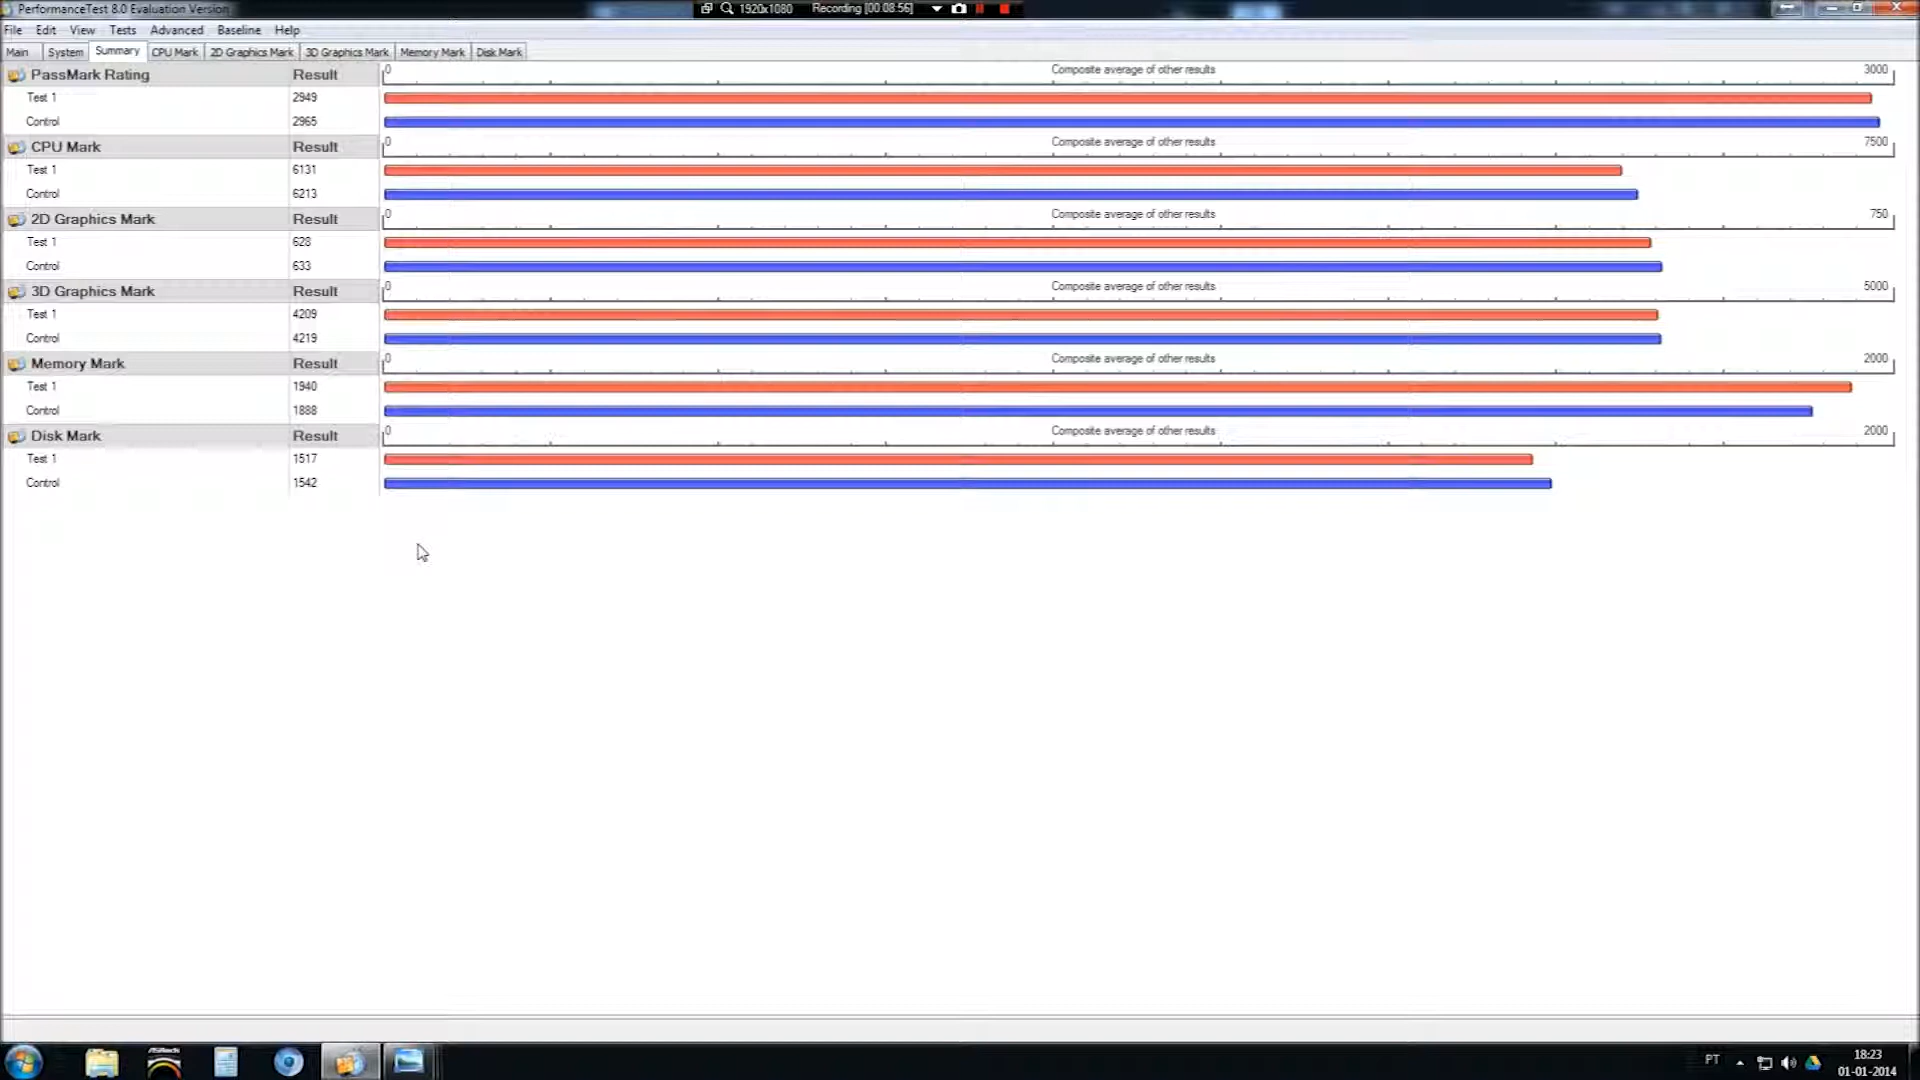 PerformanceTest 8.0 Evaluation Version
1920x1080 Recording [00:08:56]
File Edit View Tests Advanced Baseline Help
Main System Summary CPU Mark 2D Graphics Mark 3D Graphics Mark Memory Mark Disk Mark
PassMark Rating Result 0 Composite average of other results 3000
Test 1 2949
Control 2965
CPU Mark Result 0 Composite average of other results 7500
Test 1 6131
Control 6213
2D Graphics Mark Result 0 Composite average of other results 750
Test 1 628
Control 633
3D Graphics Mark Result 0 Composite average of other results 5000
Test 1 4209
Control 4219
Memory Mark Result 0 Composite average of other results 2000
Test 1 1940
Control 1888
Disk Mark Result 0 Composite average of other results 2000
Test 1 1517
Control 1542
ASRock
PT
18:23
01-01-2014